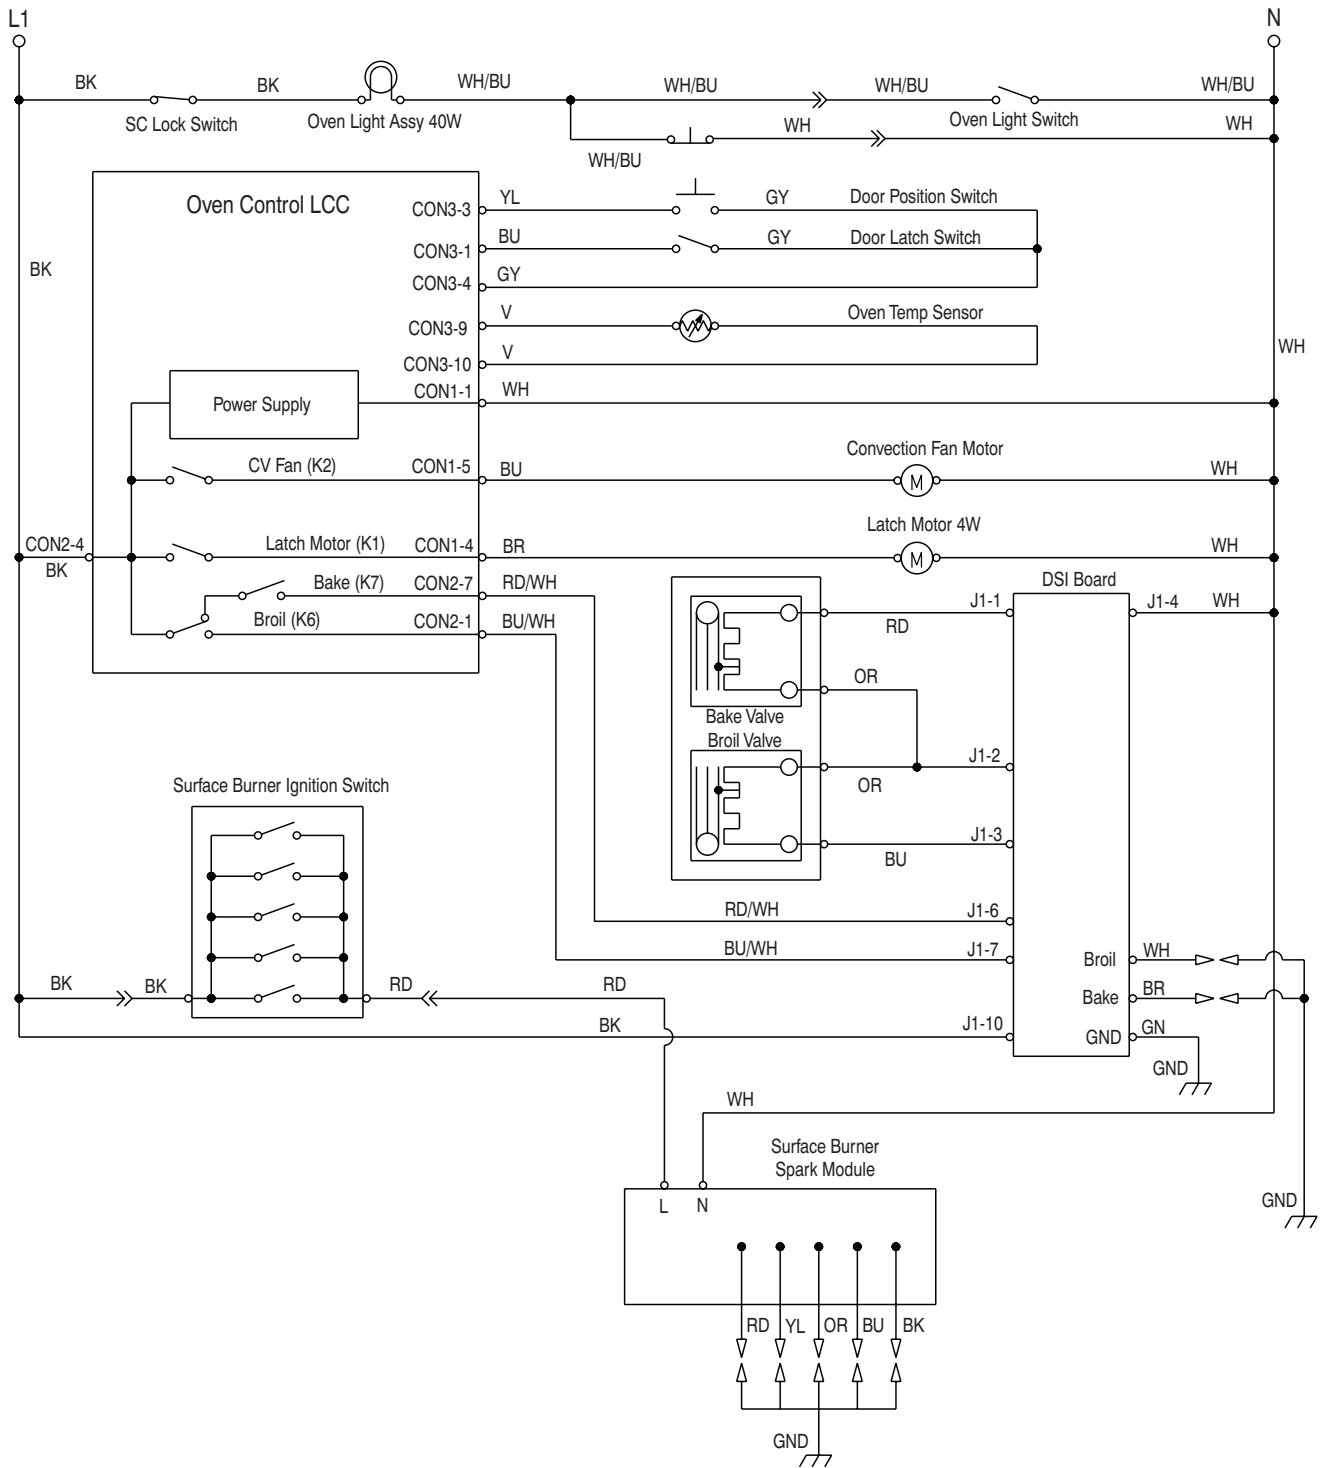 L1
N
BK
BK
WH/BU
WH/BU
WH/BU
WH/BU
SC Lock Switch
Oven Light Assy 40W
Oven Light Switch
WH
WH
WH/BU
Oven Control LCC
CON3-3
YL
GY
Door Position Switch
CON3-1
BU
GY
Door Latch Switch
BK
CON3-4
GY
CON3-9
V
Oven Temp Sensor
WH
CON3-10
V
Power Supply
CON1-1
WH
CV Fan (K2)
CON1-5
BU
Convection Fan Motor
M
WH
CON2-4
BK
Latch Motor (K1)
CON1-4
BR
Latch Motor 4W
M
WH
Bake (K7)
CON2-7
RD/WH
Broil (K6)
CON2-1
BU/WH
DSI Board
J1-1
RD
J1-4
WH
OR
Bake Valve
Broil Valve
J1-2
OR
J1-3
BU
Surface Burner Ignition Switch
RD/WH
J1-6
BU/WH
J1-7
Broil
WH
BK
BK
RD
RD
Bake
BR
BK
J1-10
GND
GN
GND
WH
Surface Burner
Spark Module
L
N
GND
RD
YL
OR
BU
BK
GND